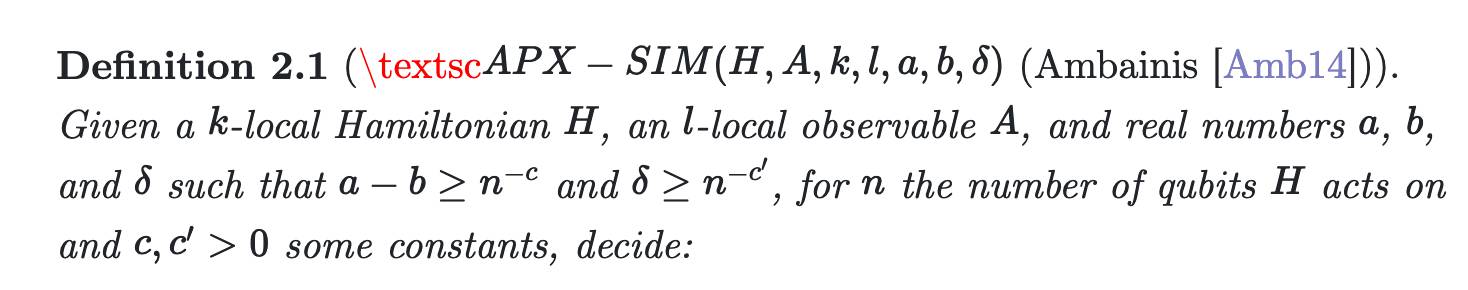 Definition 2.1 (\textscAPX − SIM(H, A, k, l, a, b, δ) (Ambainis [Amb14])).
Given a k-local Hamiltonian H, an l-local observable A, and real numbers a, b,
and δ such that a − b ≥ n^{−c} and δ ≥ n^{−c′}, for n the number of qubits H acts on
and c, c′ > 0 some constants, decide: